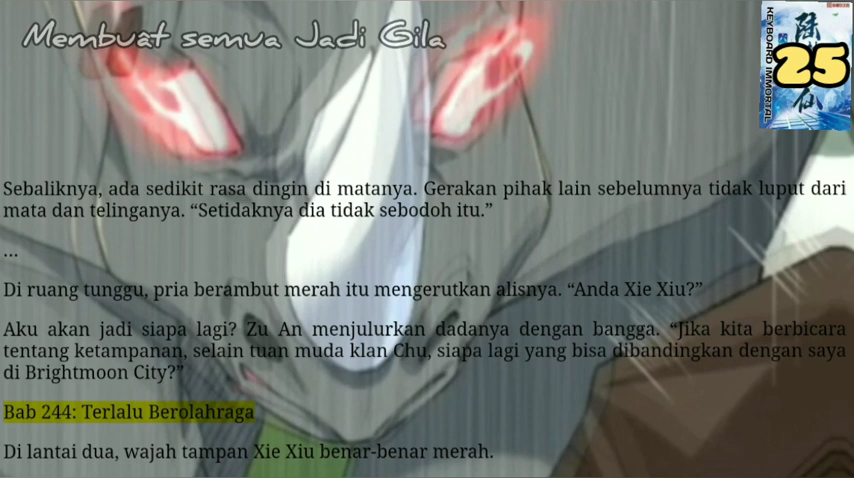 Membuat semua Jadi Gila
KEYBOARD IMMORTAL
25
Sebaliknya, ada sedikit rasa dingin di matanya. Gerakan pihak lain sebelumnya tidak luput dari
mata dan telinganya. “Setidaknya dia tidak sebodoh itu.”
...
Di ruang tunggu, pria berambut merah itu mengerutkan alisnya. “Anda Xie Xiu?”
Aku akan jadi siapa lagi? Zu An menjulurkan dadanya dengan bangga. “Jika kita berbicara
tentang ketampanan, selain tuan muda klan Chu, siapa lagi yang bisa dibandingkan dengan saya
di Brightmoon City?”
Bab 244: Terlalu Berolahraga
Di lantai dua, wajah tampan Xie Xiu benar-benar merah.